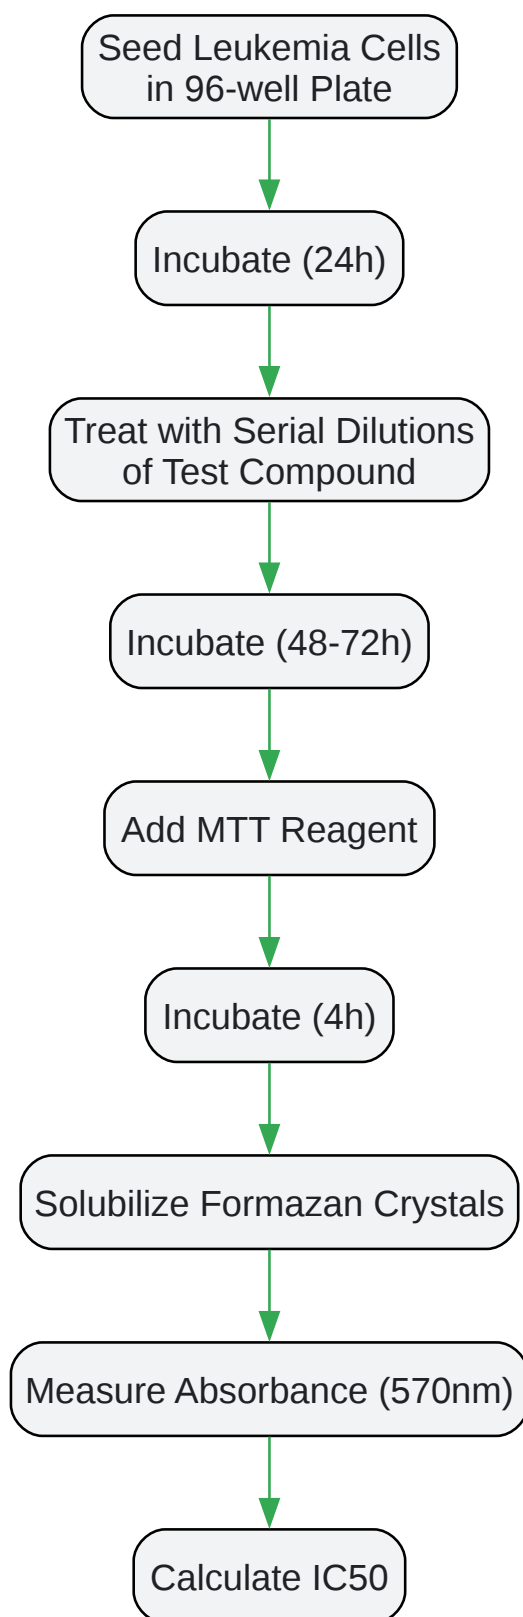 Seed Leukemia Cells
in 96-well Plate
Incubate (24h)
Treat with Serial Dilutions
of Test Compound
Incubate (48-72h)
Add MTT Reagent
Incubate (4h)
Solubilize Formazan Crystals
Measure Absorbance (570nm)
Calculate IC50